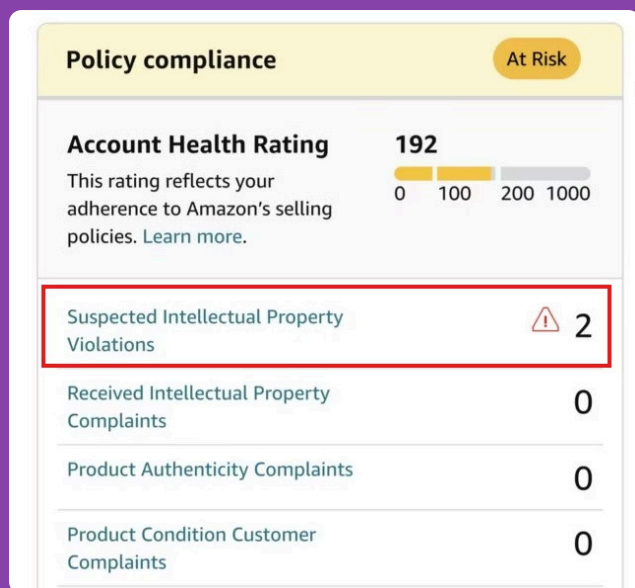 Policy compliance
At Risk
Account Health Rating
192
This rating reflects your
adherence to Amazon's selling
policies. Learn more.
0 100 200 1000
Suspected Intellectual Property
Violations
2
Received Intellectual Property
Complaints
0
Product Authenticity Complaints
0
Product Condition Customer
Complaints
0